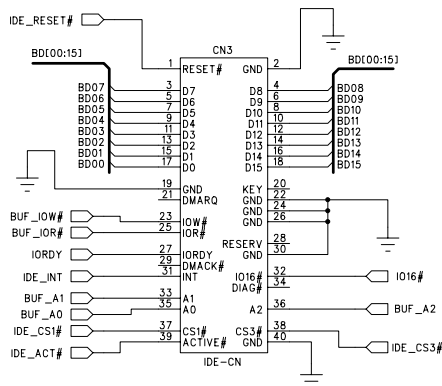 IDE_RESET#
CN3
1 RESET# GND 2
BD[00:15] BD[00:15]
BD07 3 D7 D8 4 BD08
BD06 5 D6 D9 6 BD09
BD05 7 D5 D10 8 BD10
BD04 9 D4 D11 10 BD11
BD03 11 D3 D12 12 BD12
BD02 13 D2 D13 14 BD13
BD01 15 D1 D14 16 BD14
BD00 17 D0 D15 18 BD15
19 GND KEY 20
21 DMARQ GND 22
BUF_IOW# 23 IOW# GND 24
BUF_IOR# 25 IOR# GND 26
IORDY 27 IORDY RESERV 28
29 DMACK# GND 30
IDE_INT 31 INT IO16# 32 IO16#
BUF_A1 33 A1 DIAG# 34
BUF_A0 35 A0 A2 36 BUF_A2
IDE_CS1# 37 CS1# CS3# 38 IDE_CS3#
IDE_ACT# 39 ACTIVE# GND 40
IDE-CN